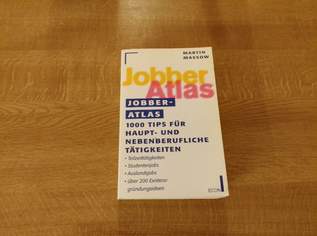 MARTIN
MASSOW
Jobber
Atlas
JOBBER-
ATLAS
1000 TIPS FÜR
HAUPT- UND
NEBENBERUFLICHE
TÄTIGKEITEN
• Teilzeittätigkeiten
• Studentenjobs
• Auslandsjobs
• über 200 Existenz-
gründungsideen
ECON